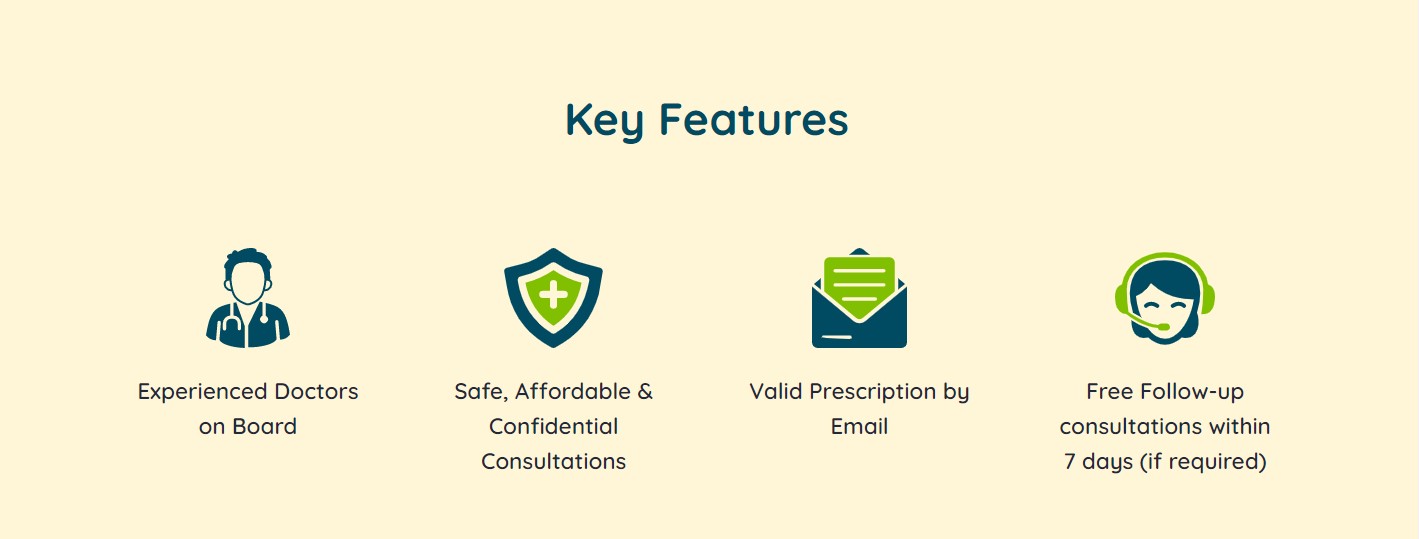 Key Features
Experienced Doctors
on Board
Safe, Affordable &
Confidential
Consultations
Valid Prescription by
Email
Free Follow-up
consultations within
7 days (if required)